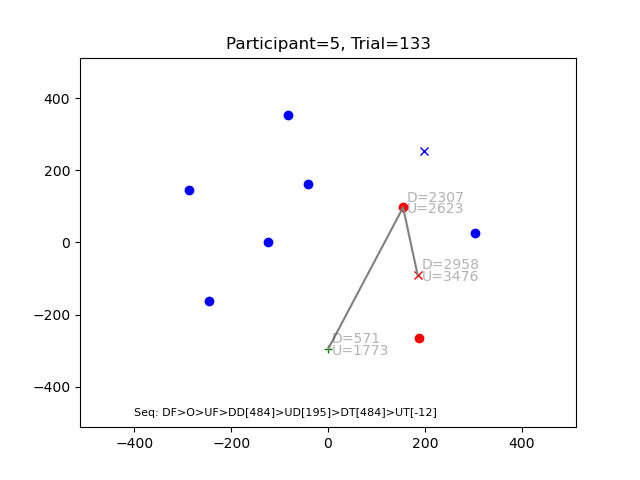 Participant=5, Trial=133
400
200
0
−200
−400
D=2307
U=2623
D=2958
U=3476
D=571
U=1773
Seq: DF>O>UF>DD[484]>UD[195]>DT[484]>UT[-12]
−400
−200
0
200
400